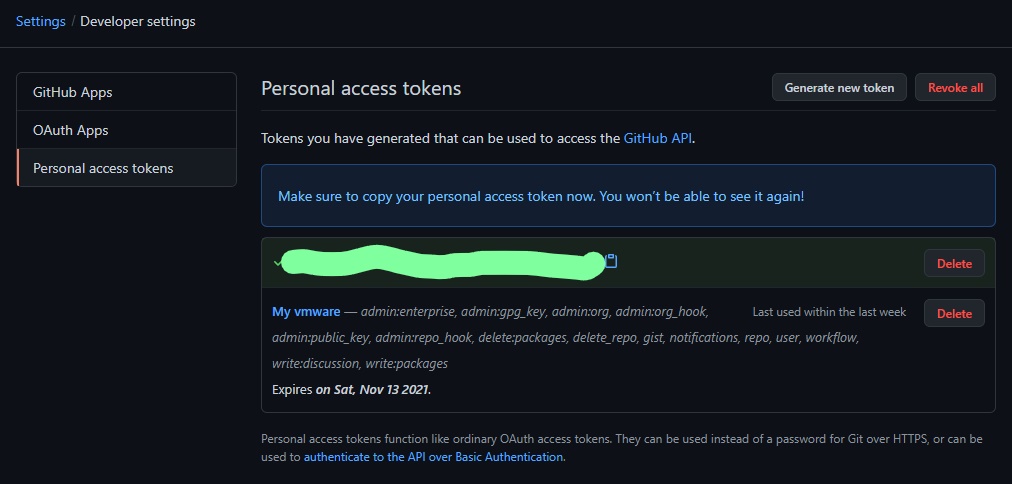 Settings / Developer settings
GitHub Apps
OAuth Apps
Personal access tokens
Personal access tokens
Generate new token
Revoke all
Tokens you have generated that can be used to access the GitHub API.
Make sure to copy your personal access token now. You won’t be able to see it again!
Delete
My vmware — admin:enterprise, admin:gpg_key, admin:org, admin:org_hook,
admin:public_key, admin:repo_hook, delete:packages, delete_repo, gist, notifications, repo, user, workflow,
write:discussion, write:packages
Last used within the last week
Delete
Expires on Sat, Nov 13 2021.
Personal access tokens function like ordinary OAuth access tokens. They can be used instead of a password for Git over HTTPS, or can be
used to authenticate to the API over Basic Authentication.